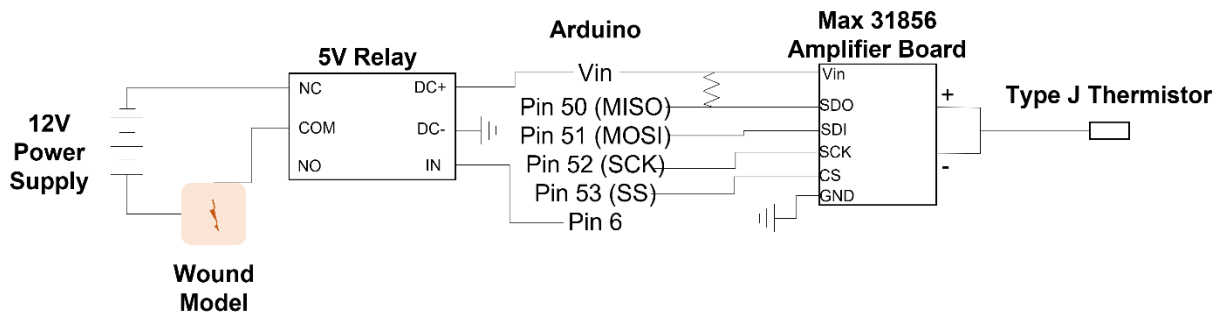 Max 31856
Amplifier Board
Arduino
5V Relay
12V
Power
Supply
NC
COM
NO
DC+
DC-
IN
Vin
Pin 50 (MISO)
Pin 51 (MOSI)
Pin 52 (SCK)
Pin 53 (SS)
Pin 6
Vin
SDO
SDI
SCK
CS
GND
+
-
Type J Thermistor
Wound
Model